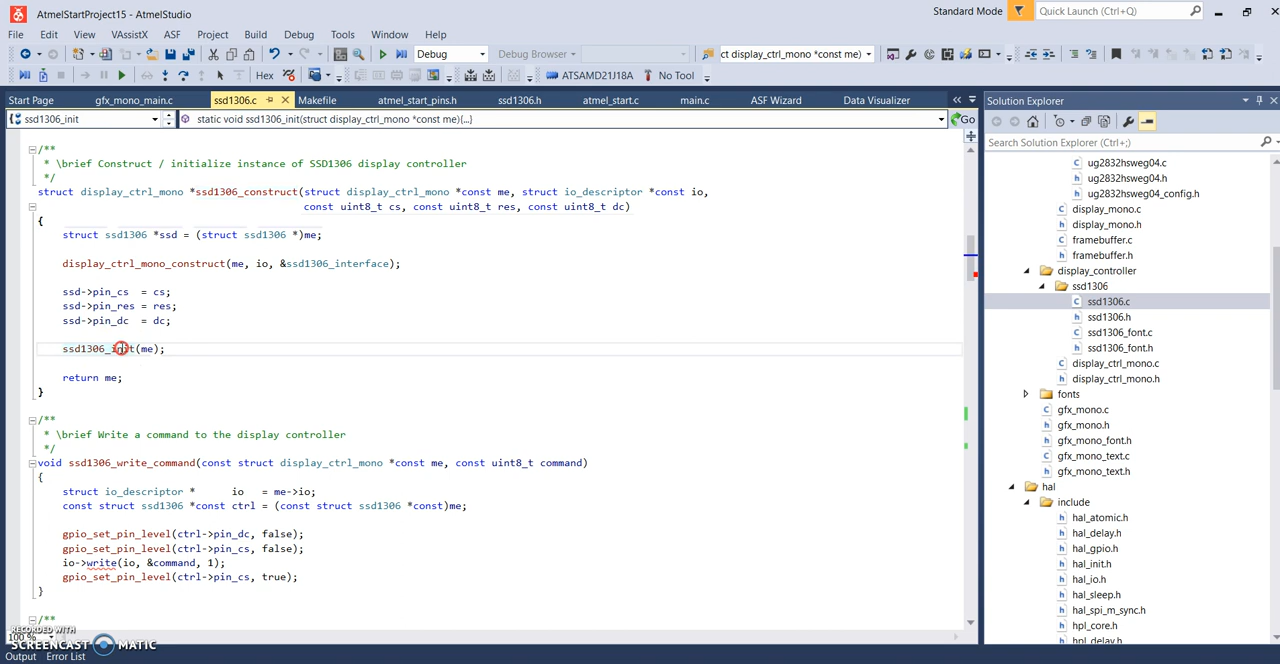 AtmelStartProject15 - AtmelStudio
Standard Mode
Quick Launch (Ctrl+Q)
File Edit View VAssistX ASF Project Build Debug Tools Window Help
Debug
Debug Browser
ct display_ctrl_mono *const me)
Hex
ATSAMD21J18A
No Tool
Start Page gfx_mono_main.c ssd1306.c Makefile atmel_start_pins.h ssd1306.h atmel_start.c main.c ASF Wizard Data Visualizer
ssd1306_init
static void ssd1306_init(struct display_ctrl_mono *const me){...}
Go
/**
* \brief Construct / initialize instance of SSD1306 display controller
*/
struct display_ctrl_mono *ssd1306_construct(struct display_ctrl_mono *const me, struct io_descriptor *const io,
const uint8_t cs, const uint8_t res, const uint8_t dc)
{
struct ssd1306 *ssd = (struct ssd1306 *)me;
display_ctrl_mono_construct(me, io, &ssd1306_interface);
ssd->pin_cs = cs;
ssd->pin_res = res;
ssd->pin_dc = dc;
ssd1306_init(me);
return me;
}
/**
* \brief Write a command to the display controller
*/
void ssd1306_write_command(const struct display_ctrl_mono *const me, const uint8_t command)
{
struct io_descriptor * io = me->io;
const struct ssd1306 *const ctrl = (const struct ssd1306 *const)me;
gpio_set_pin_level(ctrl->pin_dc, false);
gpio_set_pin_level(ctrl->pin_cs, false);
io->write(io, &command, 1);
gpio_set_pin_level(ctrl->pin_cs, true);
}
/**
100 %
RECORDED WITH
SCREENCAST MATIC
Output Error List
Solution Explorer
Search Solution Explorer (Ctrl+;)
ug2832hsweg04.c
ug2832hsweg04.h
ug2832hsweg04_config.h
display_mono.c
display_mono.h
framebuffer.c
framebuffer.h
display_controller
ssd1306
ssd1306.c
ssd1306.h
ssd1306_font.c
ssd1306_font.h
display_ctrl_mono.c
display_ctrl_mono.h
fonts
gfx_mono.c
gfx_mono.h
gfx_mono_font.h
gfx_mono_text.c
gfx_mono_text.h
hal
include
hal_atomic.h
hal_delay.h
hal_gpio.h
hal_init.h
hal_io.h
hal_sleep.h
hal_spi_m_sync.h
hpl_core.h
hpl_delay.h